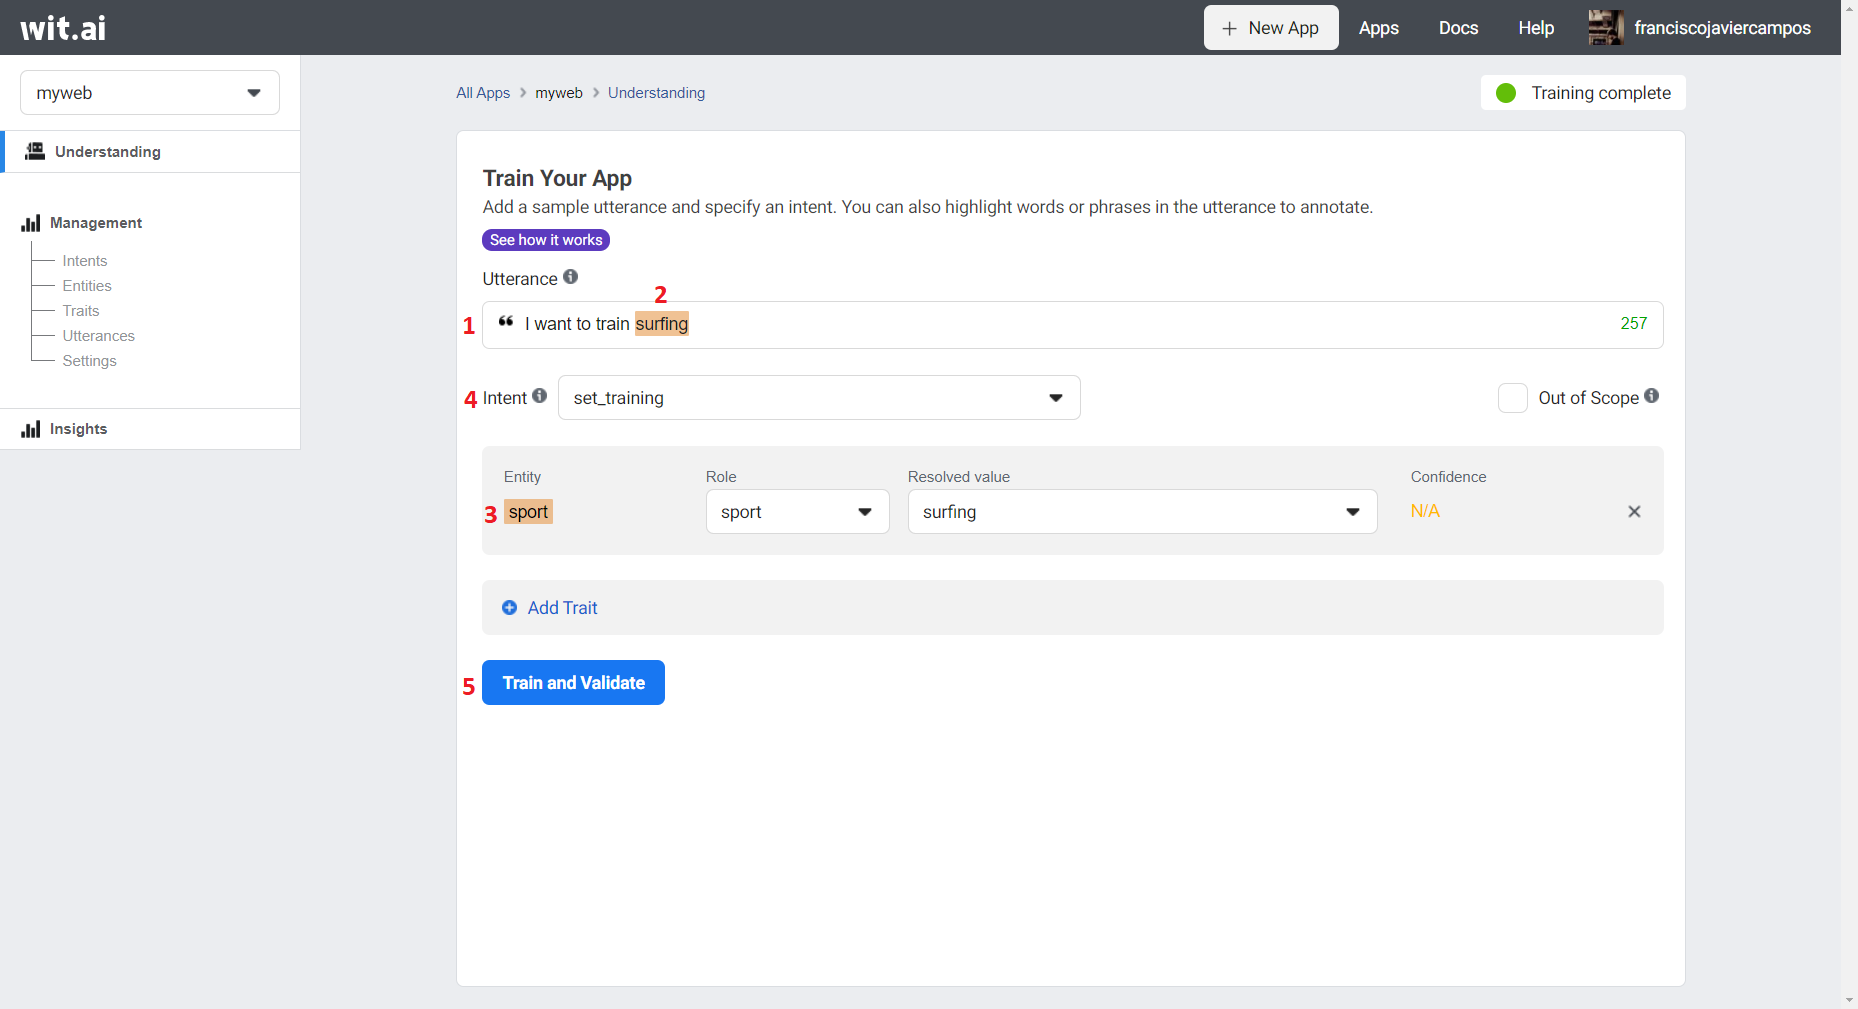 wit.ai
New App
Apps
Docs
Help
franciscojaviercampos
myweb
Understanding
Management
Intents
Entities
Traits
Utterances
Settings
Insights
All Apps > myweb > Understanding
Training complete
Train Your App
Add a sample utterance and specify an intent. You can also highlight words or phrases in the utterance to annotate.
See how it works
Utterance
2
1 “ I want to train surfing 257
4 Intent set_training Out of Scope
Entity Role Resolved value Confidence
3 sport sport surfing N/A
Add Trait
5 Train and Validate